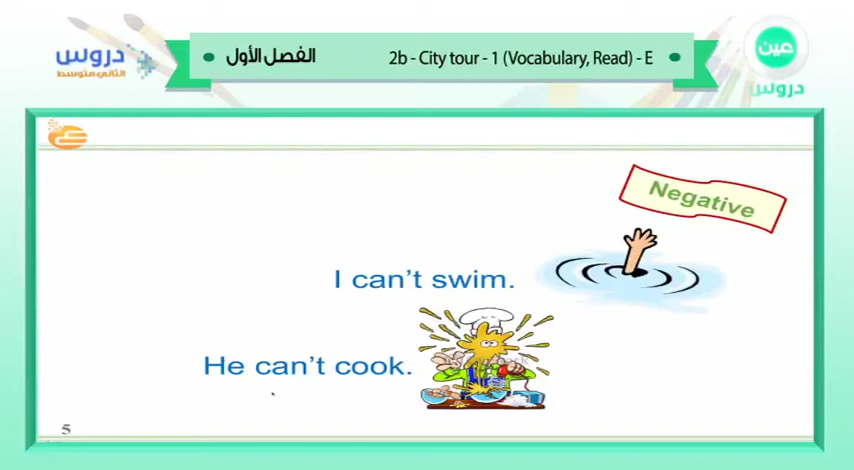 دروس
الثاني متوسط
الفصل الأول
2b - City tour - 1 (Vocabulary, Read) - E
عين
دروس
Negative
I can't swim.
He can't cook.
5